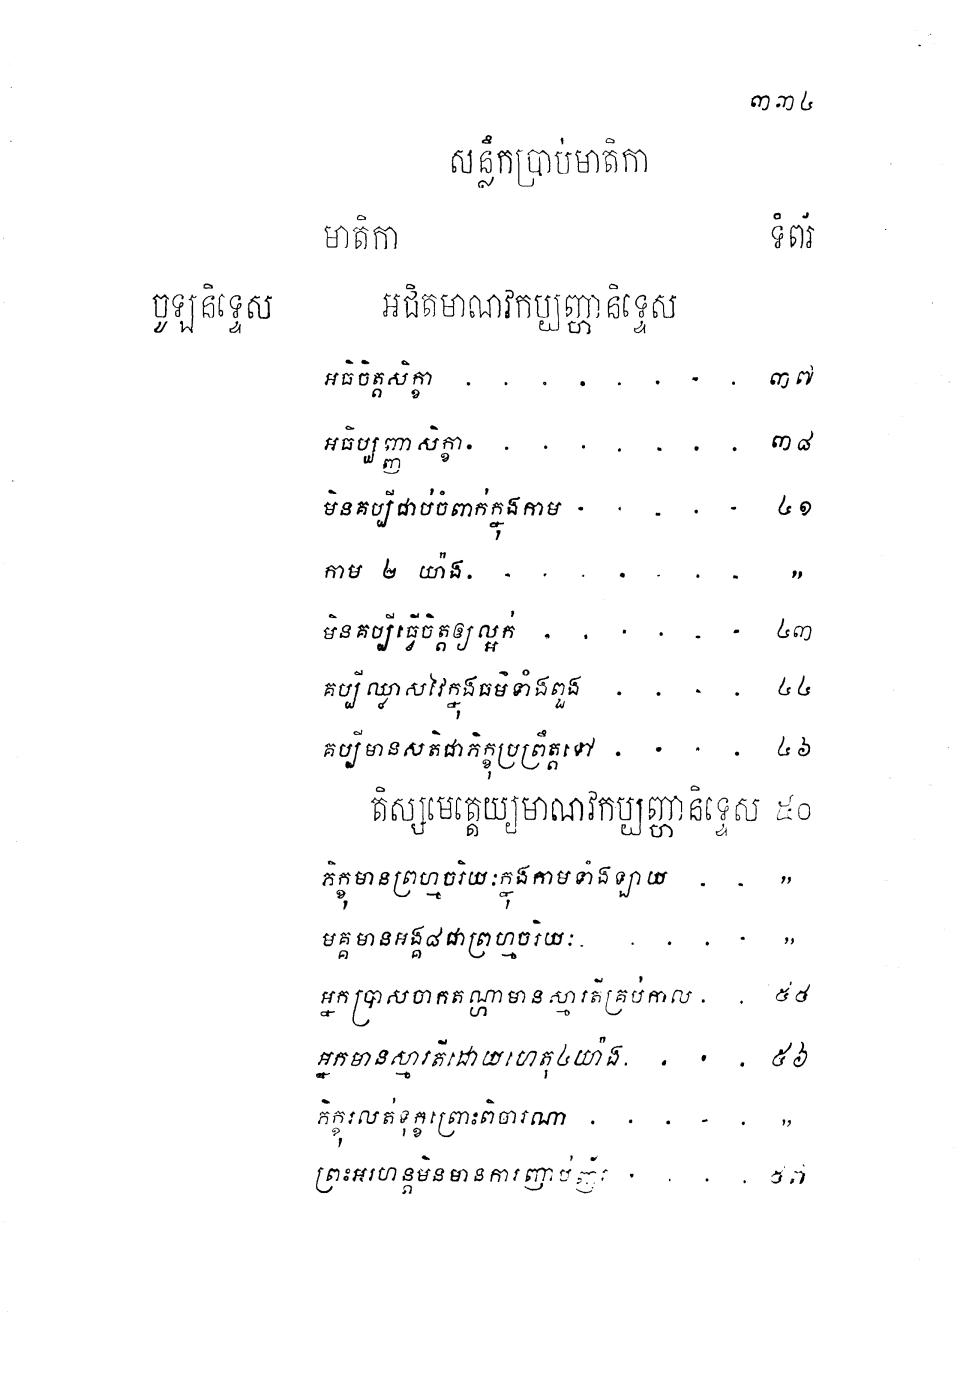 ៣៣៤
សន្លឹកប្រាប់មាតិកា
មាតិកា ទំព័រ
ចូឡនិទ្ទេស អជិតមាណវកប្បញ្ហានិទ្ទេស
អធិចិត្តសិក្ខា . . . . . . . . ៣៧
អធិប្បញ្ញាសិក្ខា . . . . . . . . ៣៨
មិនគប្បីជាប់ចំពាក់ក្នុងកាម . . . . . ៤១
កាម ២ យ៉ាង . . . . . . . . ”
មិនគប្បីធ្វើចិត្តឲ្យល្អក់ . . . . . . ៤៣
គប្បីឈ្លាសវៃក្នុងធម៌ទាំងពួង . . . . ៤៤
គប្បីមានសតិជាភិក្ខុប្រព្រឹត្តទៅ . . . . ៤៦
តិស្សមេត្តេយ្យមាណវកប្បញ្ហានិទ្ទេស ៥០
ភិក្ខុមានព្រហ្មចរិយៈក្នុងកាមទាំងឡាយ . . ”
មគ្គមានអង្គ៨ជាព្រហ្មចរិយៈ . . . . . ”
អ្នកប្រាសចាកតណ្ហាមានស្មារតីគ្រប់កាល . . ៥៤
អ្នកមានស្មារតីដោយហេតុ៤យ៉ាង . . . . ៥៦
ភិក្ខុរលត់ទុក្ខព្រោះពិចារណា . . . . . ”
ព្រះអរហន្តមិនមានការញាប់ញ័រ . . . . ៥៧